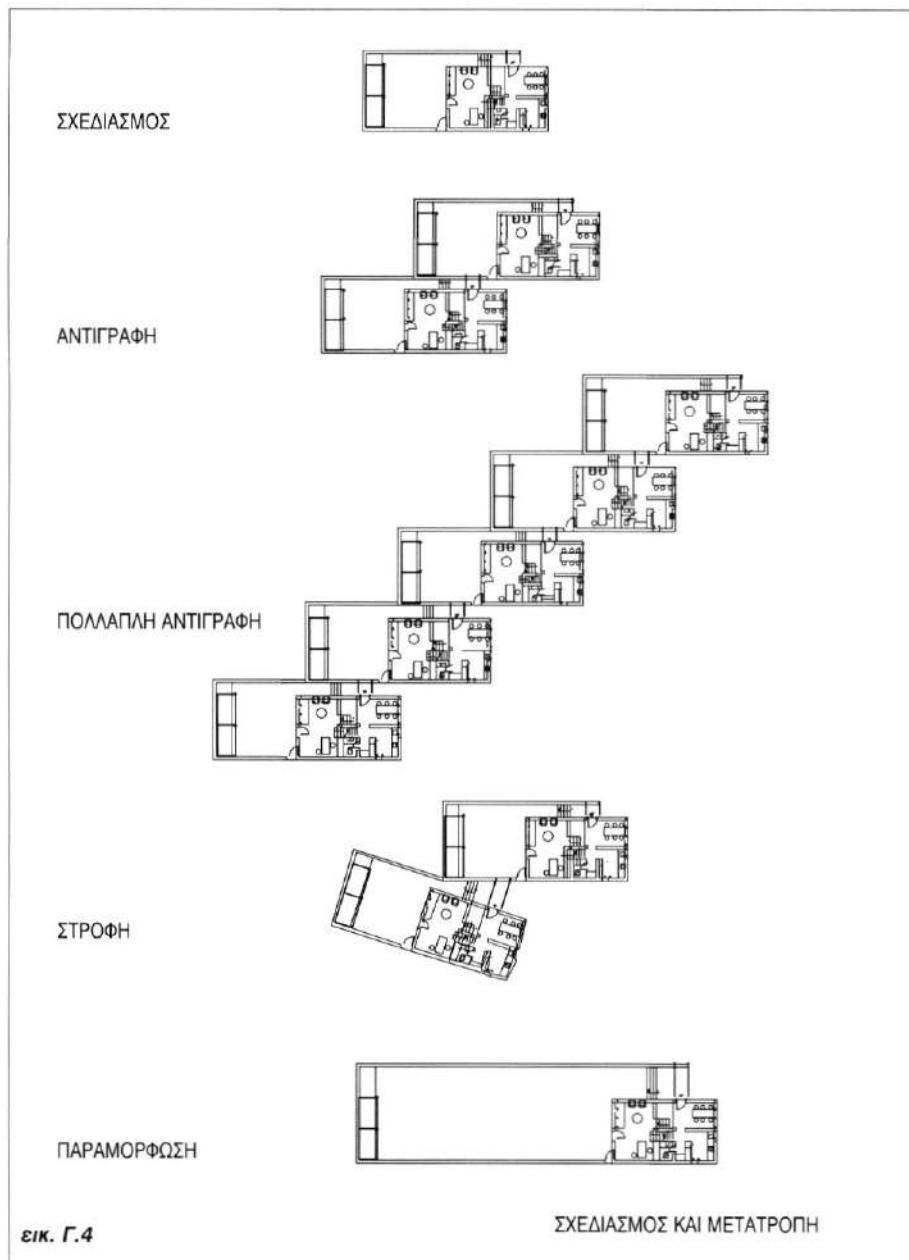 ΣΧΕΔΙΑΣΜΟΣ
ΑΝΤΙΓΡΑΦΗ
ΠΟΛΛΑΠΛΗ ΑΝΤΙΓΡΑΦΗ
ΣΤΡΟΦΗ
ΠΑΡΑΜΟΡΦΩΣΗ
εικ. Γ.4
ΣΧΕΔΙΑΣΜΟΣ ΚΑΙ ΜΕΤΑΤΡΟΠΗ